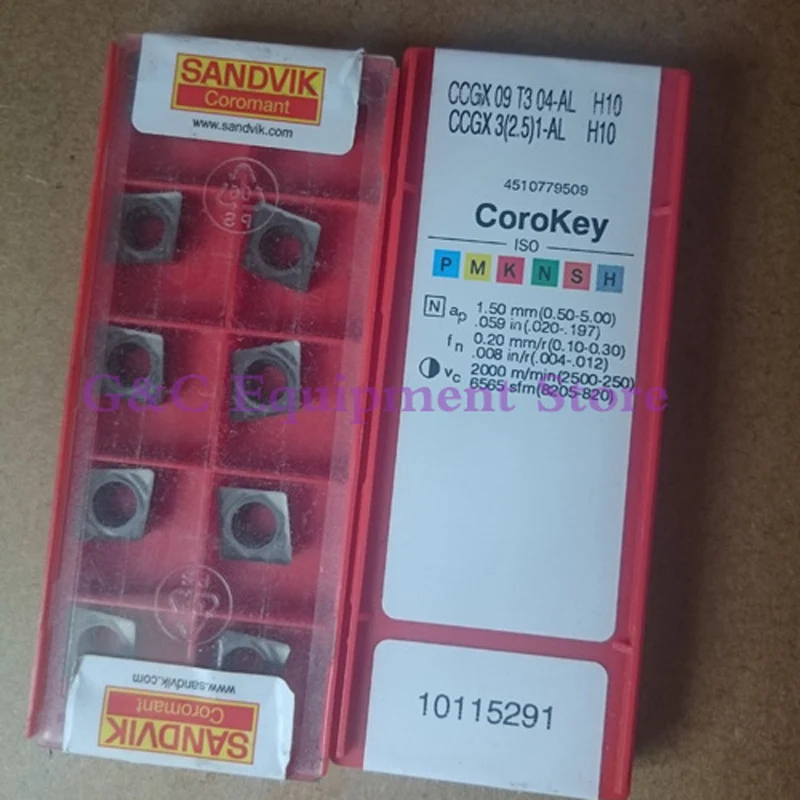 SANDVIK
Coromant
www.sandvik.com
PS
www.sandvik.com
Coromant
SANDVIK
CCGX 09 T3 04-AL H10
CCGX 3(2.5)1-AL H10
4510779509
CoroKey
ISO
P M K N S H
N ap 1.50 mm(0.50-5.00)
.059 in(.020-.197)
fn 0.20 mm/r(0.10-0.30)
.008 in/r(.004-.012)
vc 2000 m/min(2500-250)
6565 sfm(8205-820)
10115291
G&C Equipment Store